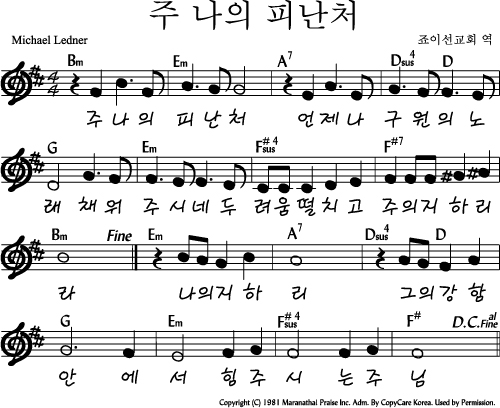 주 나의 피난처
Michael Ledner 죠이선교회 역
Bm Em A7 Dsus4 D
주 나 의 피 난 처 언 제 나 구 원 의 노
G Em F#sus4 F#7
래 채 워 주 시 네 두 려 움 떨 치 고 주 의 지 하 리
Bm Fine Em A7 Dsus4 D
라 나 의 지 하 리 그 의 강 함
G Em F#sus4 F# D.C. al Fine
안 에 서 힘 주 시 는 주 님
Copyright (C) 1981 Maranatha! Praise Inc. Adm. By CopyCare Korea. Used by Permission.